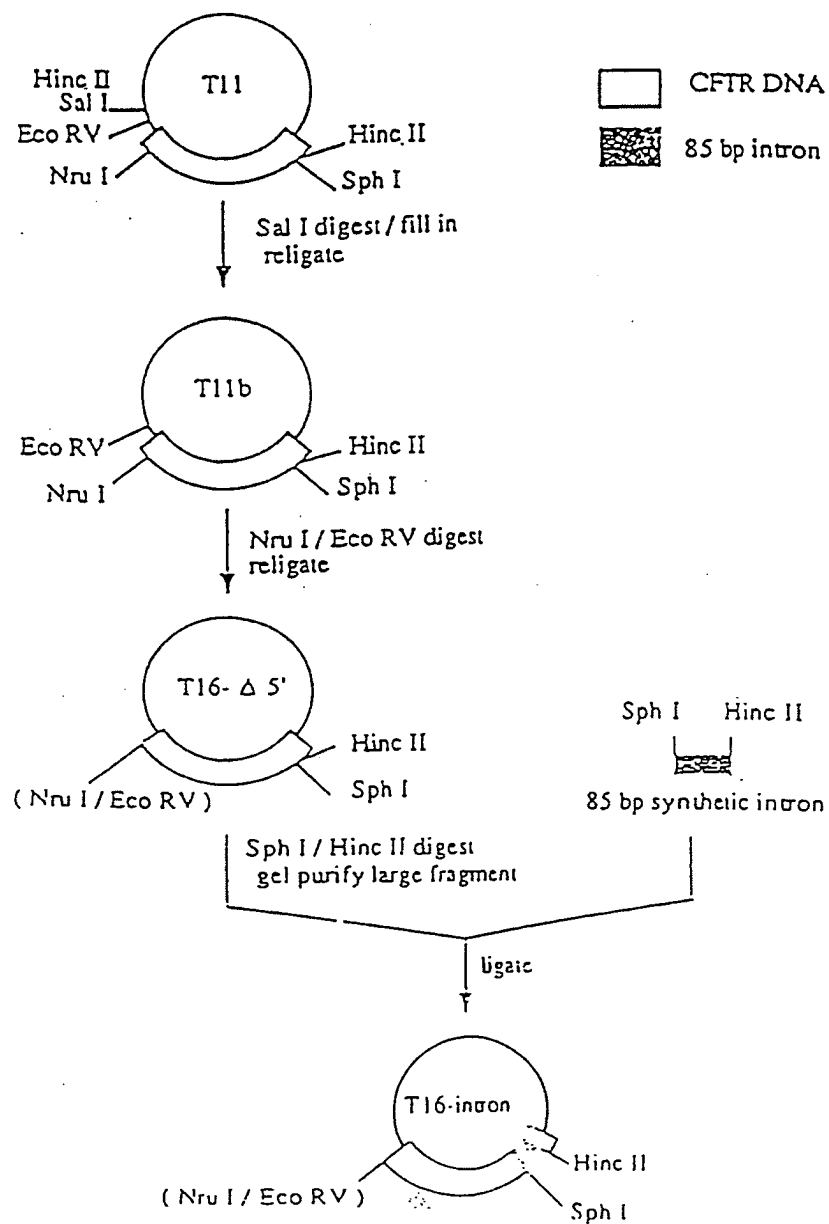 T11
Hinc II
Sal I
Eco RV
Nru I
Hinc II
Sph I
CFTR DNA
85 bp intron
Sal I digest / fill in
religate
T11b
Eco RV
Nru I
Hinc II
Sph I
Nru I / Eco RV digest
religate
T16- Δ 5'
Hinc II
Sph I
( Nru I / Eco RV )
Sph I
Hinc II
85 bp synthetic intron
Sph I / Hinc II digest
gel purify large fragment
ligate
T16-intron
Hinc II
( Nru I / Eco RV )
Sph I